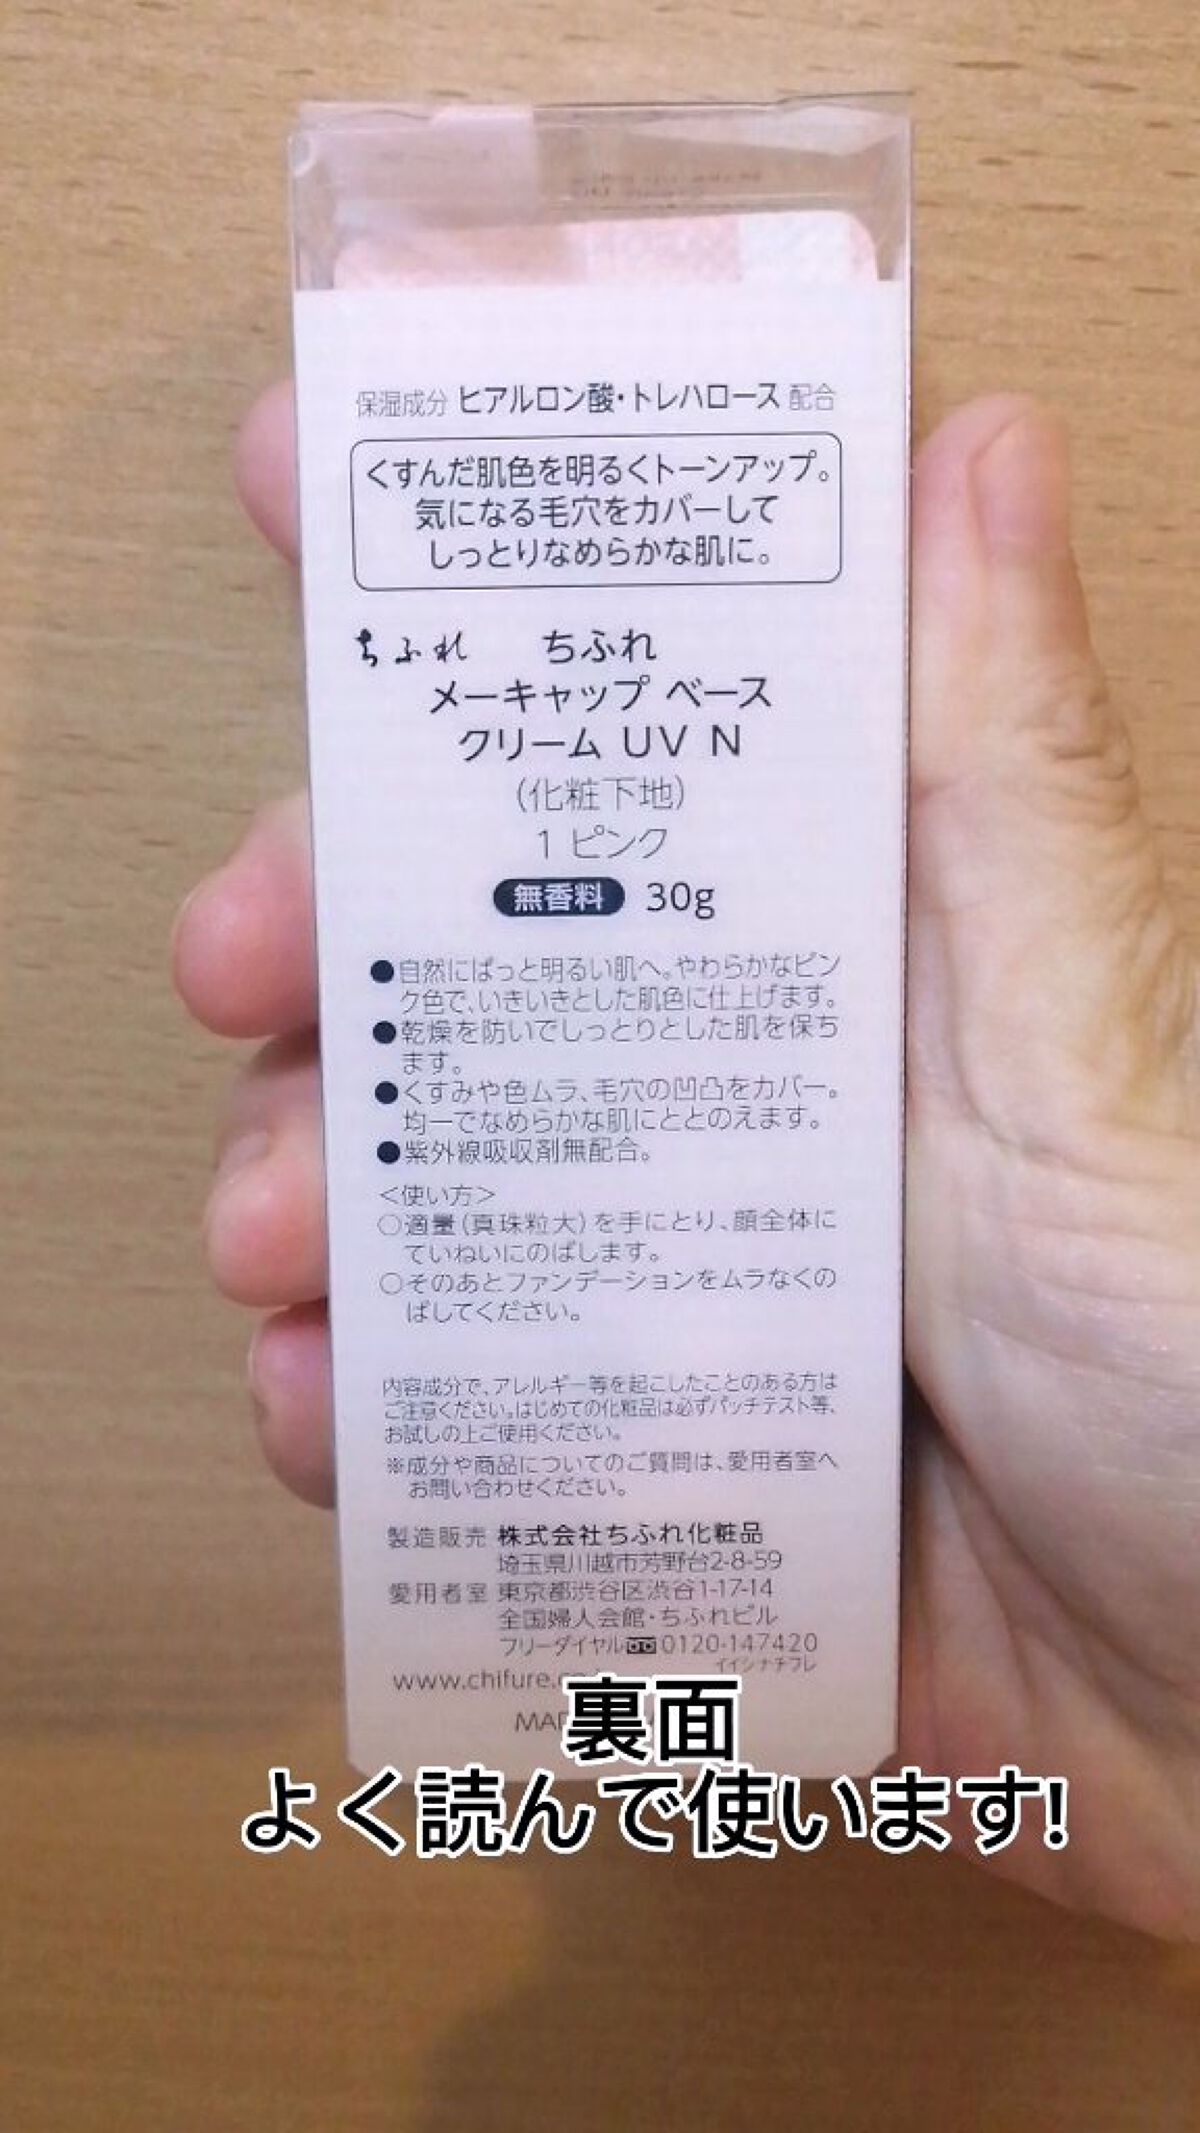 保湿成分 ヒアルロン酸・トレハロース 配合
くすんだ肌色を明るくトーンアップ。
気になる毛穴をカバーして
しっとりなめらかな肌に。
ちふれ ちふれ
メーキャップ ベース
クリーム UV N
(化粧下地)
1 ピンク
無香料 30g
●自然にぱっと明るい肌へ。やわらかなピン
ク色で、いきいきとした肌色に仕上げます。
●乾燥を防いでしっとりとした肌を保ち
ます。
●くすみや色ムラ、毛穴の凹凸をカバー。
均一でなめらかな肌にととのえます。
●紫外線吸収剤無配合。
＜使い方＞
○適量(真珠粒大)を手にとり、顔全体に
ていねいにのばします。
○そのあとファンデーションをムラなくの
ばしてください。
内容成分で、アレルギー等を起こしたことのある方は
ご注意ください。はじめての化粧品は必ずパッチテスト等、
お試しの上ご使用ください。
※成分や商品についてのご質問は、愛用者室へ
お問い合わせください。
製造販売 株式会社ちふれ化粧品
埼玉県川越市芳野台2-8-59
愛用者室 東京都渋谷区渋谷1-17-14
全国婦人会館・ちふれビル
フリーダイヤル 0120-147420
イイシナチフレ
www.chifure.c
裏面
よく読んで使います!